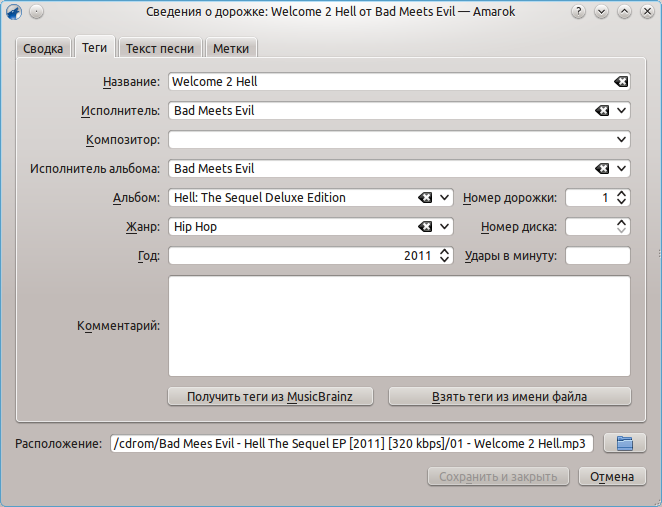 Сведения о дорожке: Welcome 2 Hell от Bad Meets Evil — Amarok
Сводка Теги Текст песни Метки
Название: Welcome 2 Hell
Исполнитель: Bad Meets Evil
Композитор:
Исполнитель альбома: Bad Meets Evil
Альбом: Hell: The Sequel Deluxe Edition Номер дорожки: 1
Жанр: Hip Hop Номер диска:
Год: 2011 Удары в минуту:
Комментарий:
Получить теги из MusicBrainz Взять теги из имени файла
Расположение: /cdrom/Bad Mees Evil - Hell The Sequel EP [2011] [320 kbps]/01 - Welcome 2 Hell.mp3
Сохранить и закрыть Отмена